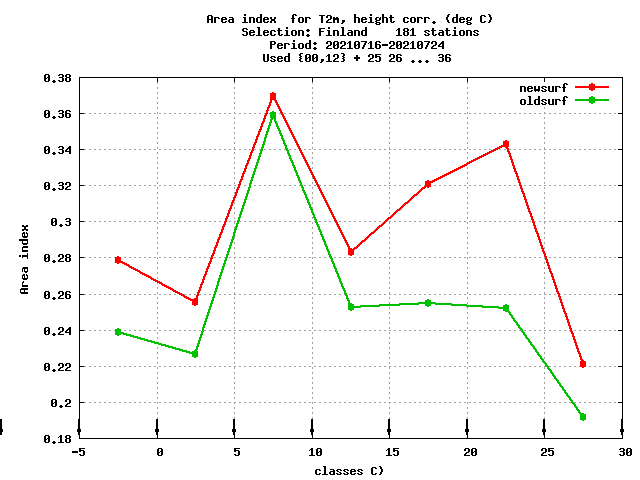 Area index for T2m, height corr. (deg C)
Selection: Finland 181 stations
Period: 20210716-20210724
Used {00,12} + 25 26 ... 36
newsurf
oldsurf
Area index
0.38
0.36
0.34
0.32
0.3
0.28
0.26
0.24
0.22
0.2
0.18
-5 0 5 10 15 20 25 30
classes C)